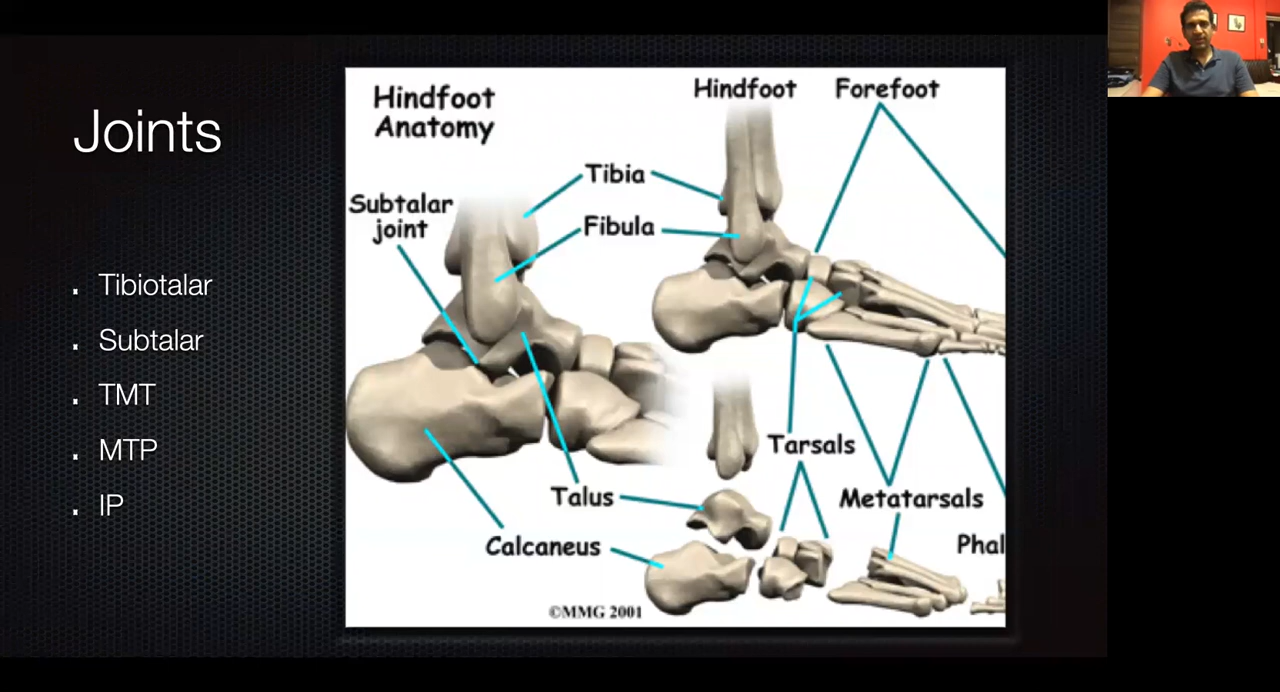 Joints
. Tibiotalar
. Subtalar
. TMT
. MTP
. IP
Hindfoot
Anatomy
Hindfoot
Forefoot
Tibia
Subtalar
joint
Fibula
Tarsals
Talus
Metatarsals
Calcaneus
Phal
©MMG 2001